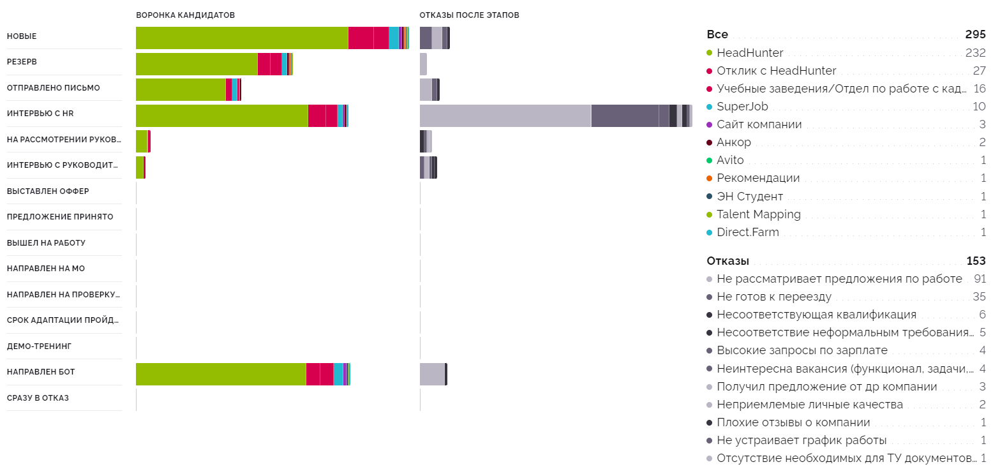 ВОРОНКА КАНДИДАТОВ
ОТКАЗЫ ПОСЛЕ ЭТАПОВ
НОВЫЕ
РЕЗЕРВ
ОТПРАВЛЕНО ПИСЬМО
ИНТЕРВЬЮ С HR
НА РАССМОТРЕНИИ РУКОВ...
ИНТЕРВЬЮ С РУКОВОДИТ...
ВЫСТАВЛЕН ОФФЕР
ПРЕДЛОЖЕНИЕ ПРИНЯТО
ВЫШЕЛ НА РАБОТУ
НАПРАВЛЕН НА МО
НАПРАВЛЕН НА ПРОВЕРКУ...
СРОК АДАПТАЦИИ ПРОЙД...
ДЕМО-ТРЕНИНГ
НАПРАВЛЕН БОТ
СРАЗУ В ОТКАЗ
Все 295
HeadHunter 232
Отклик с HeadHunter 27
Учебные заведения/Отдел по работе с кад... 16
SuperJob 10
Сайт компании 3
Анкор 2
Avito 1
Рекомендации 1
ЭН Студент 1
Talent Mapping 1
Direct.Farm 1
Отказы 153
Не рассматривает предложения по работе 91
Не готов к переезду 35
Несоответствующая квалификация 6
Несоответствие неформальным требования... 5
Высокие запросы по зарплате 4
Неинтересна вакансия (функционал, задачи,... 4
Получил предложение от др компании 3
Неприемлемые личные качества 2
Плохие отзывы о компании 1
Не устраивает график работы 1
Отсутствие необходимых для ТУ документов... 1